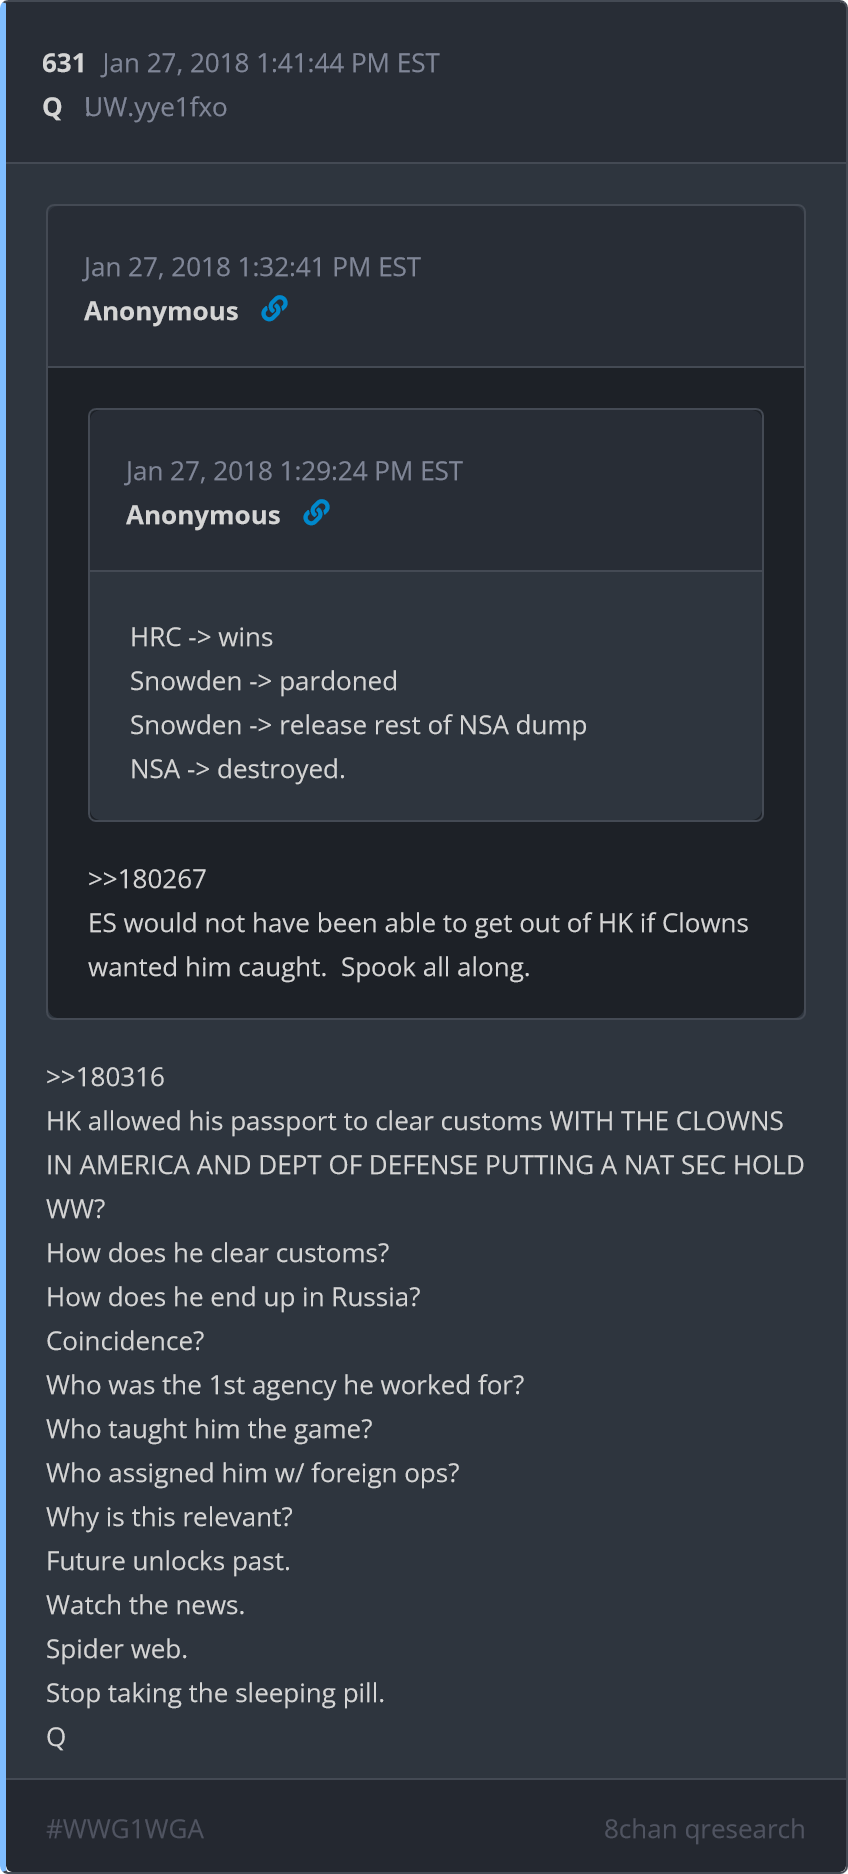 631 Jan 27, 2018 1:41:44 PM EST
Q UW.yye1fxo
Jan 27, 2018 1:32:41 PM EST
Anonymous
Jan 27, 2018 1:29:24 PM EST
Anonymous
HRC -> wins
Snowden -> pardoned
Snowden -> release rest of NSA dump
NSA -> destroyed.
>>180267
ES would not have been able to get out of HK if Clowns
wanted him caught.  Spook all along.
>>180316
HK allowed his passport to clear customs WITH THE CLOWNS
IN AMERICA AND DEPT OF DEFENSE PUTTING A NAT SEC HOLD
WW?
How does he clear customs?
How does he end up in Russia?
Coincidence?
Who was the 1st agency he worked for?
Who taught him the game?
Who assigned him w/ foreign ops?
Why is this relevant?
Future unlocks past.
Watch the news.
Spider web.
Stop taking the sleeping pill.
Q
#WWG1WGA 8chan qresearch